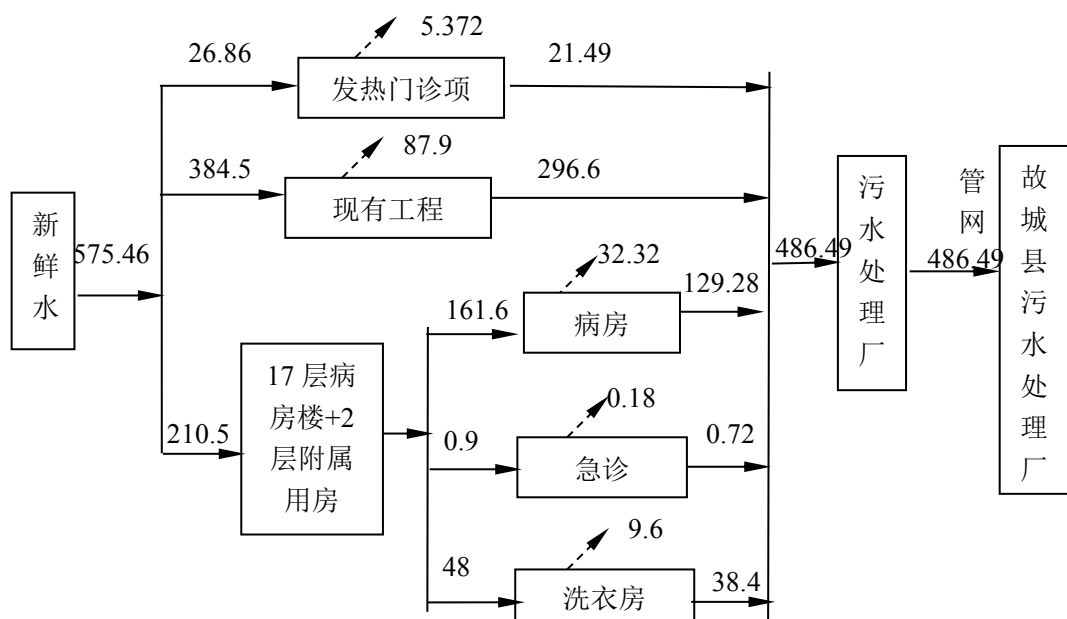 5.372
26.86
21.49
发热门诊项
87.9
384.5
296.6
现有工程
新鲜水
575.46
32.32
161.6
129.28
病房
17 层病
房楼+2
层附属
用房
210.5
0.18
0.9
0.72
急诊
9.6
48
38.4
洗衣房
486.49
污水处理厂
管网
486.49
故城县污水处理厂